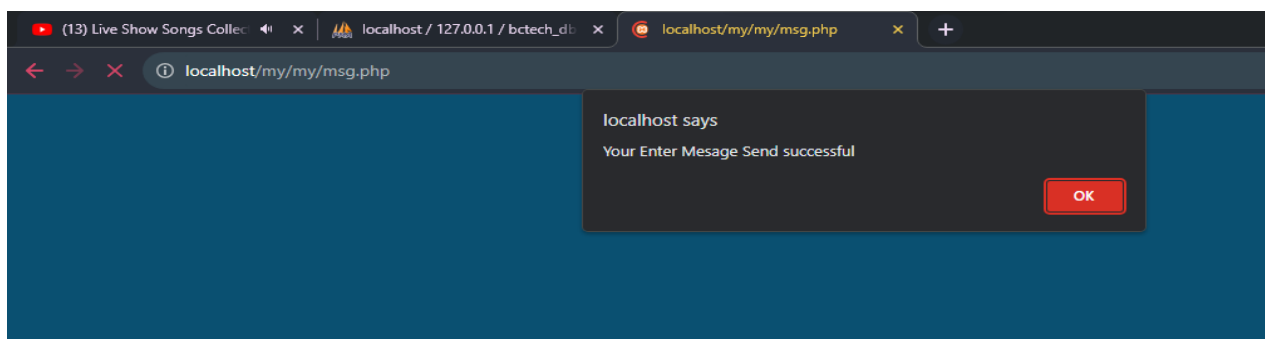 (13) Live Show Songs Collec
localhost / 127.0.0.1 / bctech_db
localhost/my/my/msg.php
localhost/my/my/msg.php
localhost says
Your Enter Mesage Send successful
OK